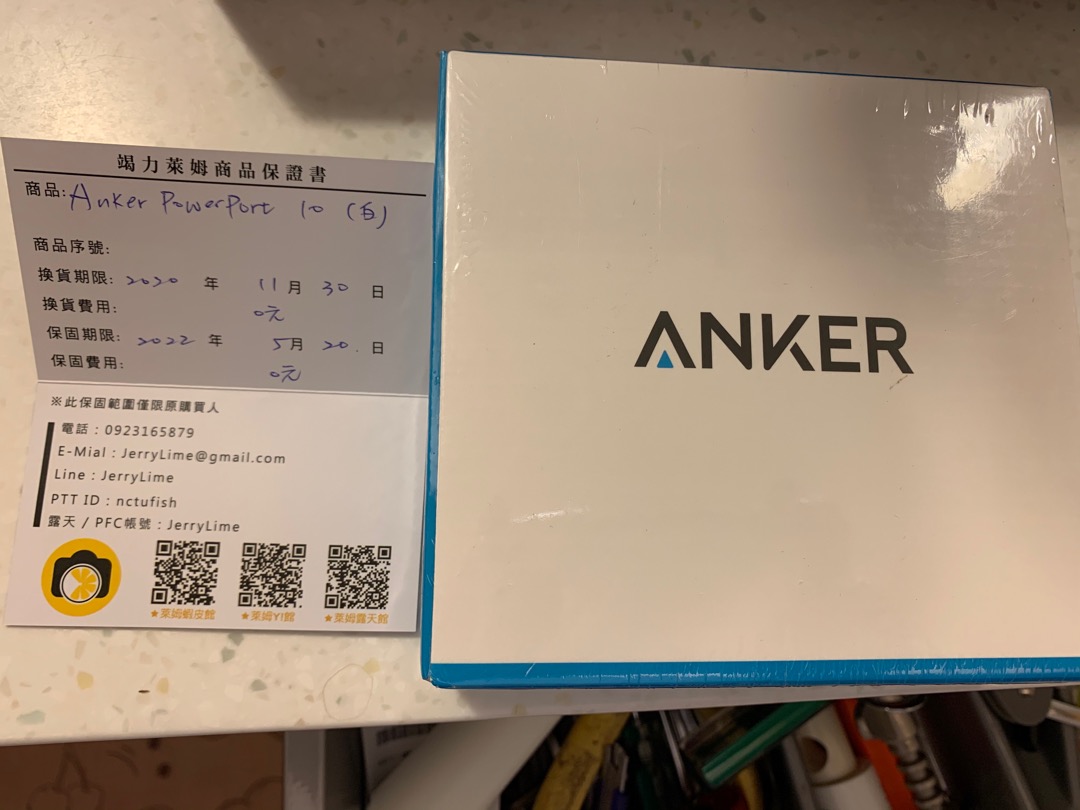 竭力萊姆商品保證書
商品: Anker PowerPort 10 (白)
商品序號:
換貨期限: 2020 年 11 月 30 日
換貨費用: 0元
保固期限: 2022 年 5月 20. 日
保固費用: 0元
※此保固範圍僅限原購買人
電話：0923165879
E-Mial：JerryLime@gmail.com
Line：JerryLime
PTT ID：nctufish
露天 / PFC帳號：JerryLime
★萊姆蝦皮館 ★萊姆YI館 ★萊姆露天館
ANKER